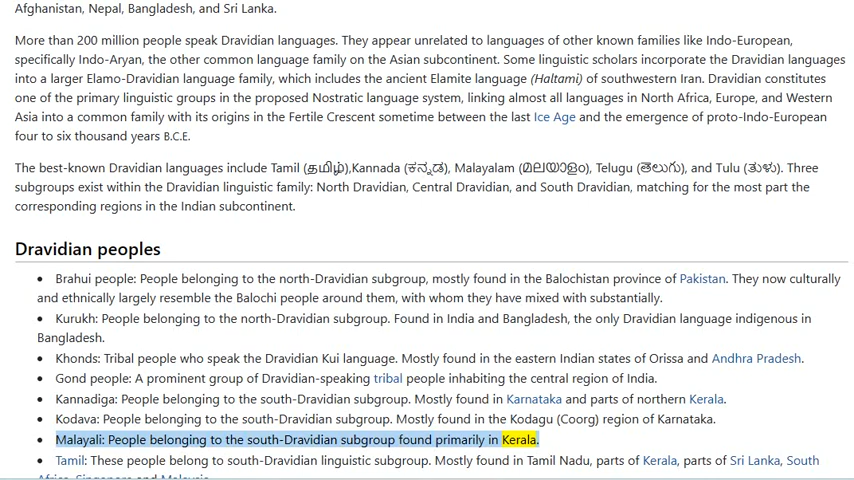 Afghanistan, Nepal, Bangladesh, and Sri Lanka.
More than 200 million people speak Dravidian languages. They appear unrelated to languages of other known families like Indo-European,
specifically Indo-Aryan, the other common language family on the Asian subcontinent. Some linguistic scholars incorporate the Dravidian languages
into a larger Elamo-Dravidian language family, which includes the ancient Elamite language (Haltami) of southwestern Iran. Dravidian constitutes
one of the primary linguistic groups in the proposed Nostratic language system, linking almost all languages in North Africa, Europe, and Western
Asia into a common family with its origins in the Fertile Crescent sometime between the last Ice Age and the emergence of proto-Indo-European
four to six thousand years B.C.E.
The best-known Dravidian languages include Tamil (தமிழ்),Kannada (ಕನ್ನಡ), Malayalam (മലയാളം), Telugu (తెలుగు), and Tulu (ತುಳು). Three
subgroups exist within the Dravidian linguistic family: North Dravidian, Central Dravidian, and South Dravidian, matching for the most part the
corresponding regions in the Indian subcontinent.
Dravidian peoples
• Brahui people: People belonging to the north-Dravidian subgroup, mostly found in the Balochistan province of Pakistan. They now culturally
and ethnically largely resemble the Balochi people around them, with whom they have mixed with substantially.
• Kurukh: People belonging to the north-Dravidian subgroup. Found in India and Bangladesh, the only Dravidian language indigenous in
Bangladesh.
• Khonds: Tribal people who speak the Dravidian Kui language. Mostly found in the eastern Indian states of Orissa and Andhra Pradesh.
• Gond people: A prominent group of Dravidian-speaking tribal people inhabiting the central region of India.
• Kannadiga: People belonging to the south-Dravidian subgroup. Mostly found in Karnataka and parts of northern Kerala.
• Kodava: People belonging to the south-Dravidian subgroup. Mostly found in the Kodagu (Coorg) region of Karnataka.
• Malayali: People belonging to the south-Dravidian subgroup found primarily in Kerala.
• Tamil: These people belong to south-Dravidian linguistic subgroup. Mostly found in Tamil Nadu, parts of Kerala, parts of Sri Lanka, South